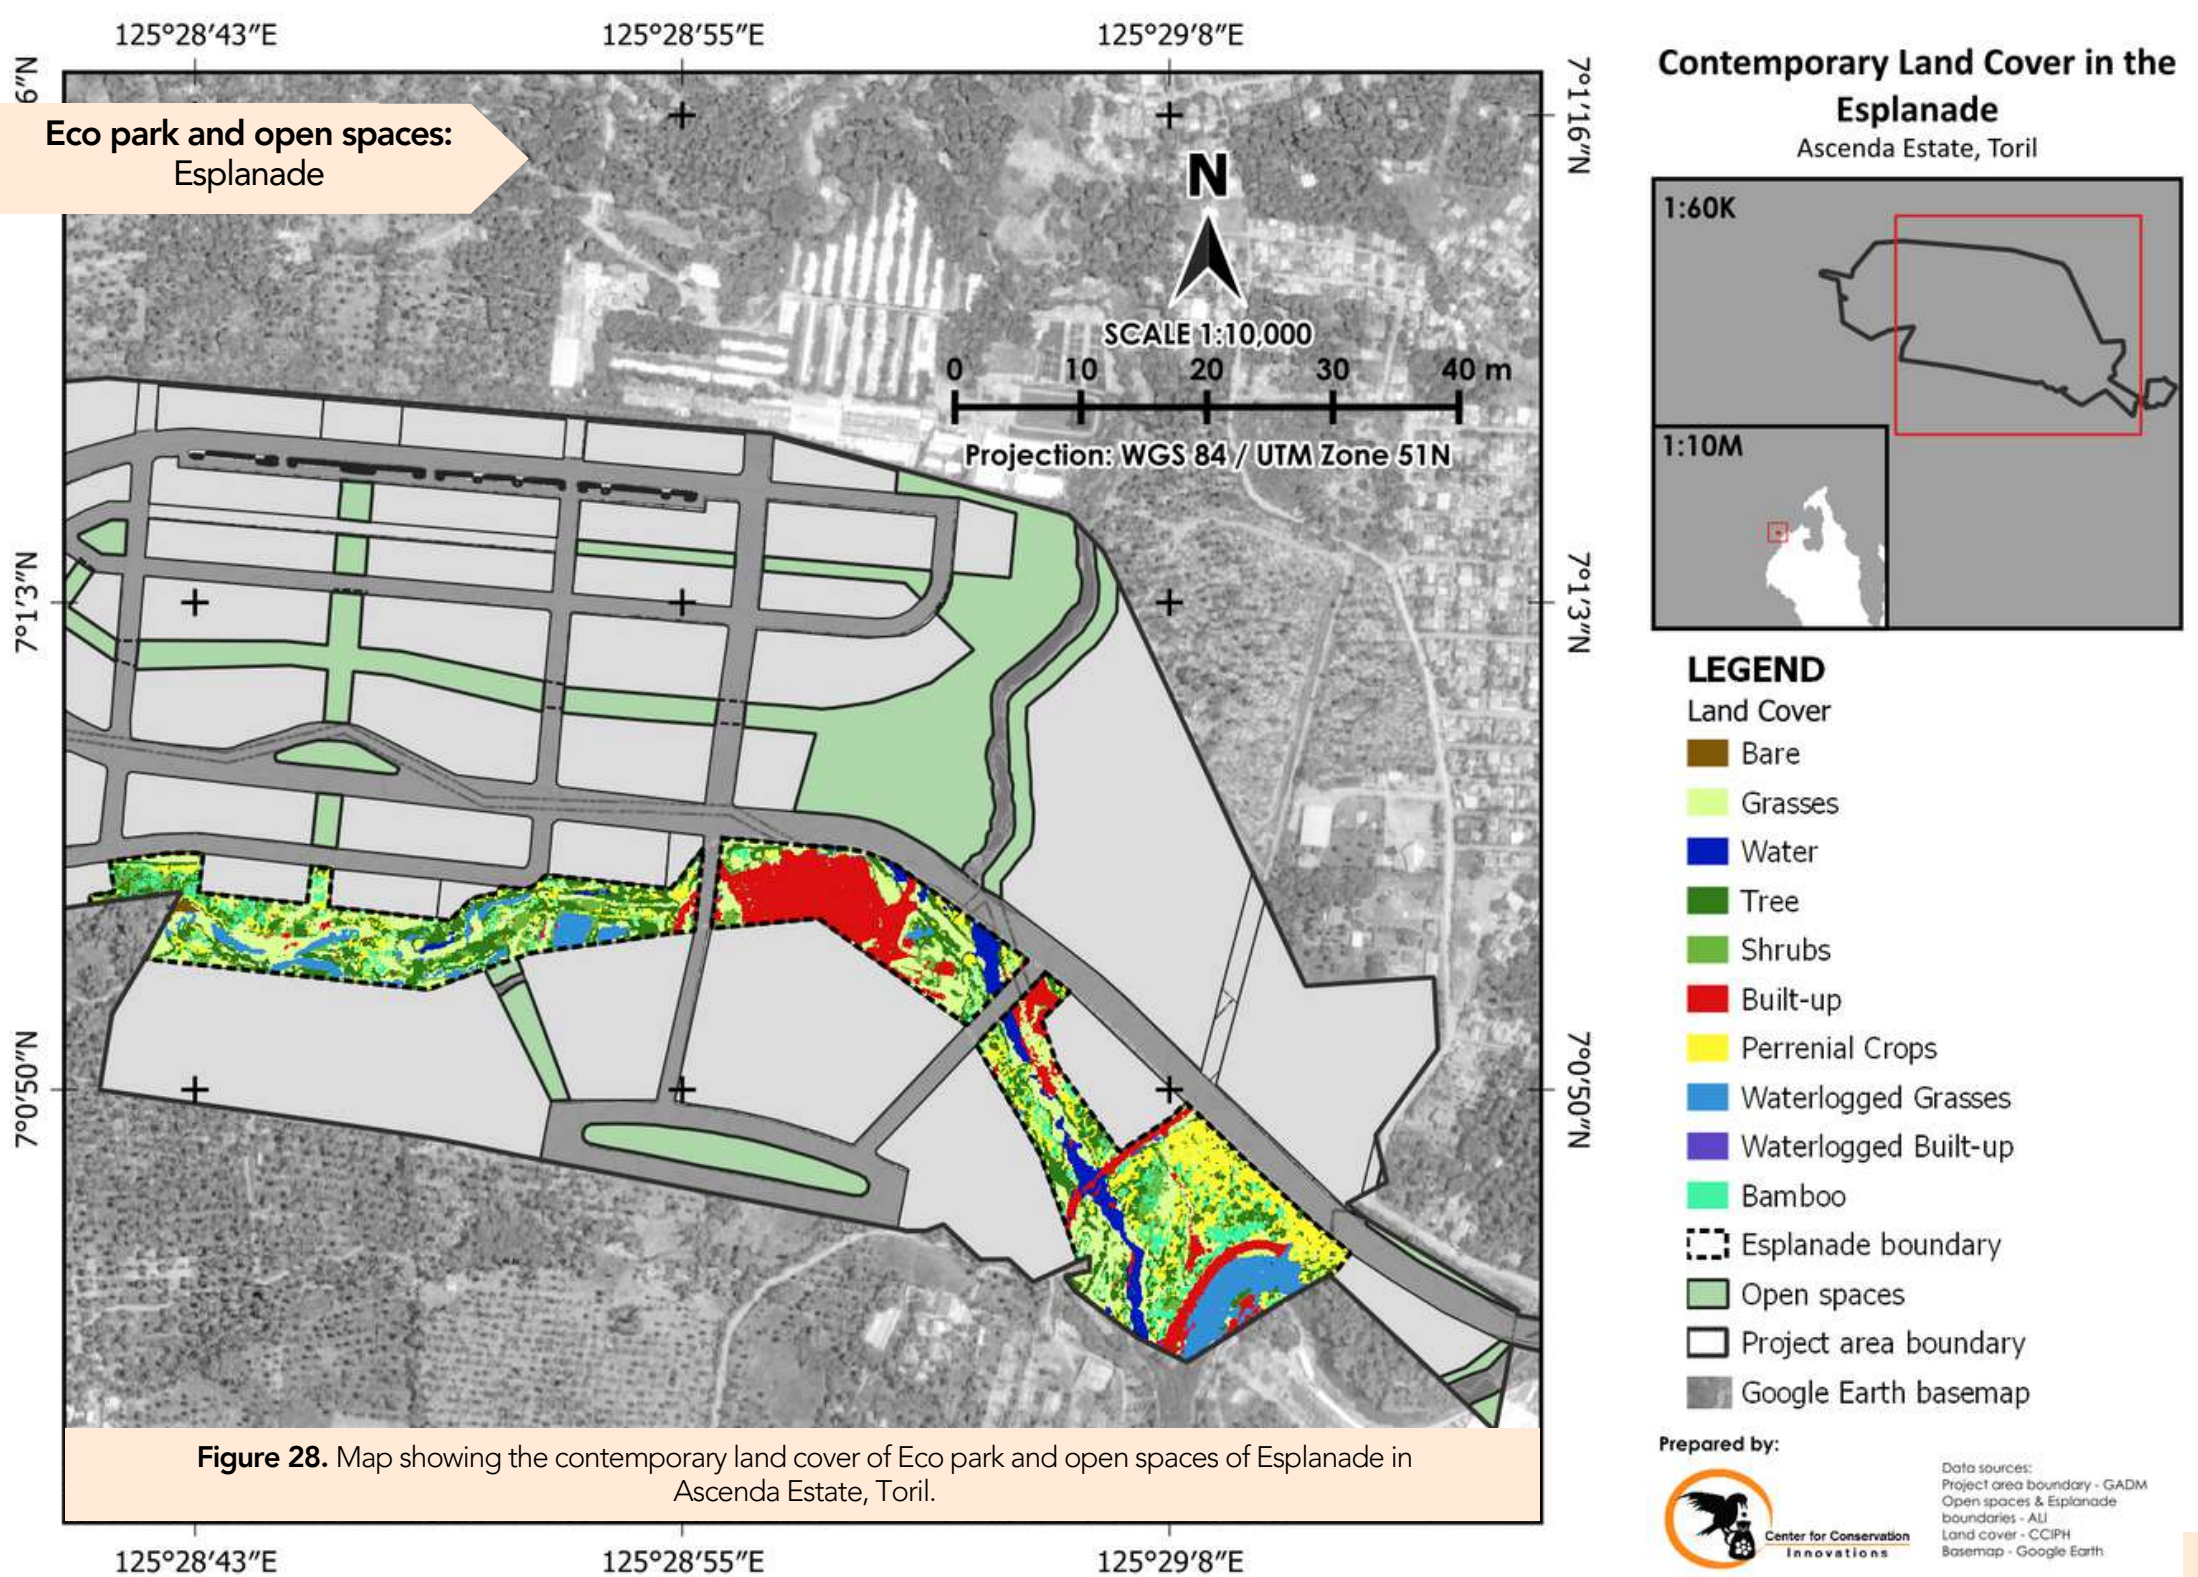 125°28′43″E
125°28′55″E
125°29′8″E
6″N
7°1′16″N
Eco park and open spaces:
Esplanade
N
SCALE 1:10,000
0 10 20 30 40 m
Projection: WGS 84 / UTM Zone 51N
7°1′3″N
7°1′3″N
7°0′50″N
7°0′50″N
Figure 28. Map showing the contemporary land cover of Eco park and open spaces of Esplanade in
Ascenda Estate, Toril.
125°28′43″E
125°28′55″E
125°29′8″E
Contemporary Land Cover in the
Esplanade
Ascenda Estate, Toril
1:60K
1:10M
LEGEND
Land Cover
Bare
Grasses
Water
Tree
Shrubs
Built-up
Perrenial Crops
Waterlogged Grasses
Waterlogged Built-up
Bamboo
Esplanade boundary
Open spaces
Project area boundary
Google Earth basemap
Prepared by:
Center for Conservation
Innovations
Data sources:
Project area boundary - GADM
Open spaces & Esplanade
boundaries - ALI
Land cover - CCIPH
Basemap - Google Earth